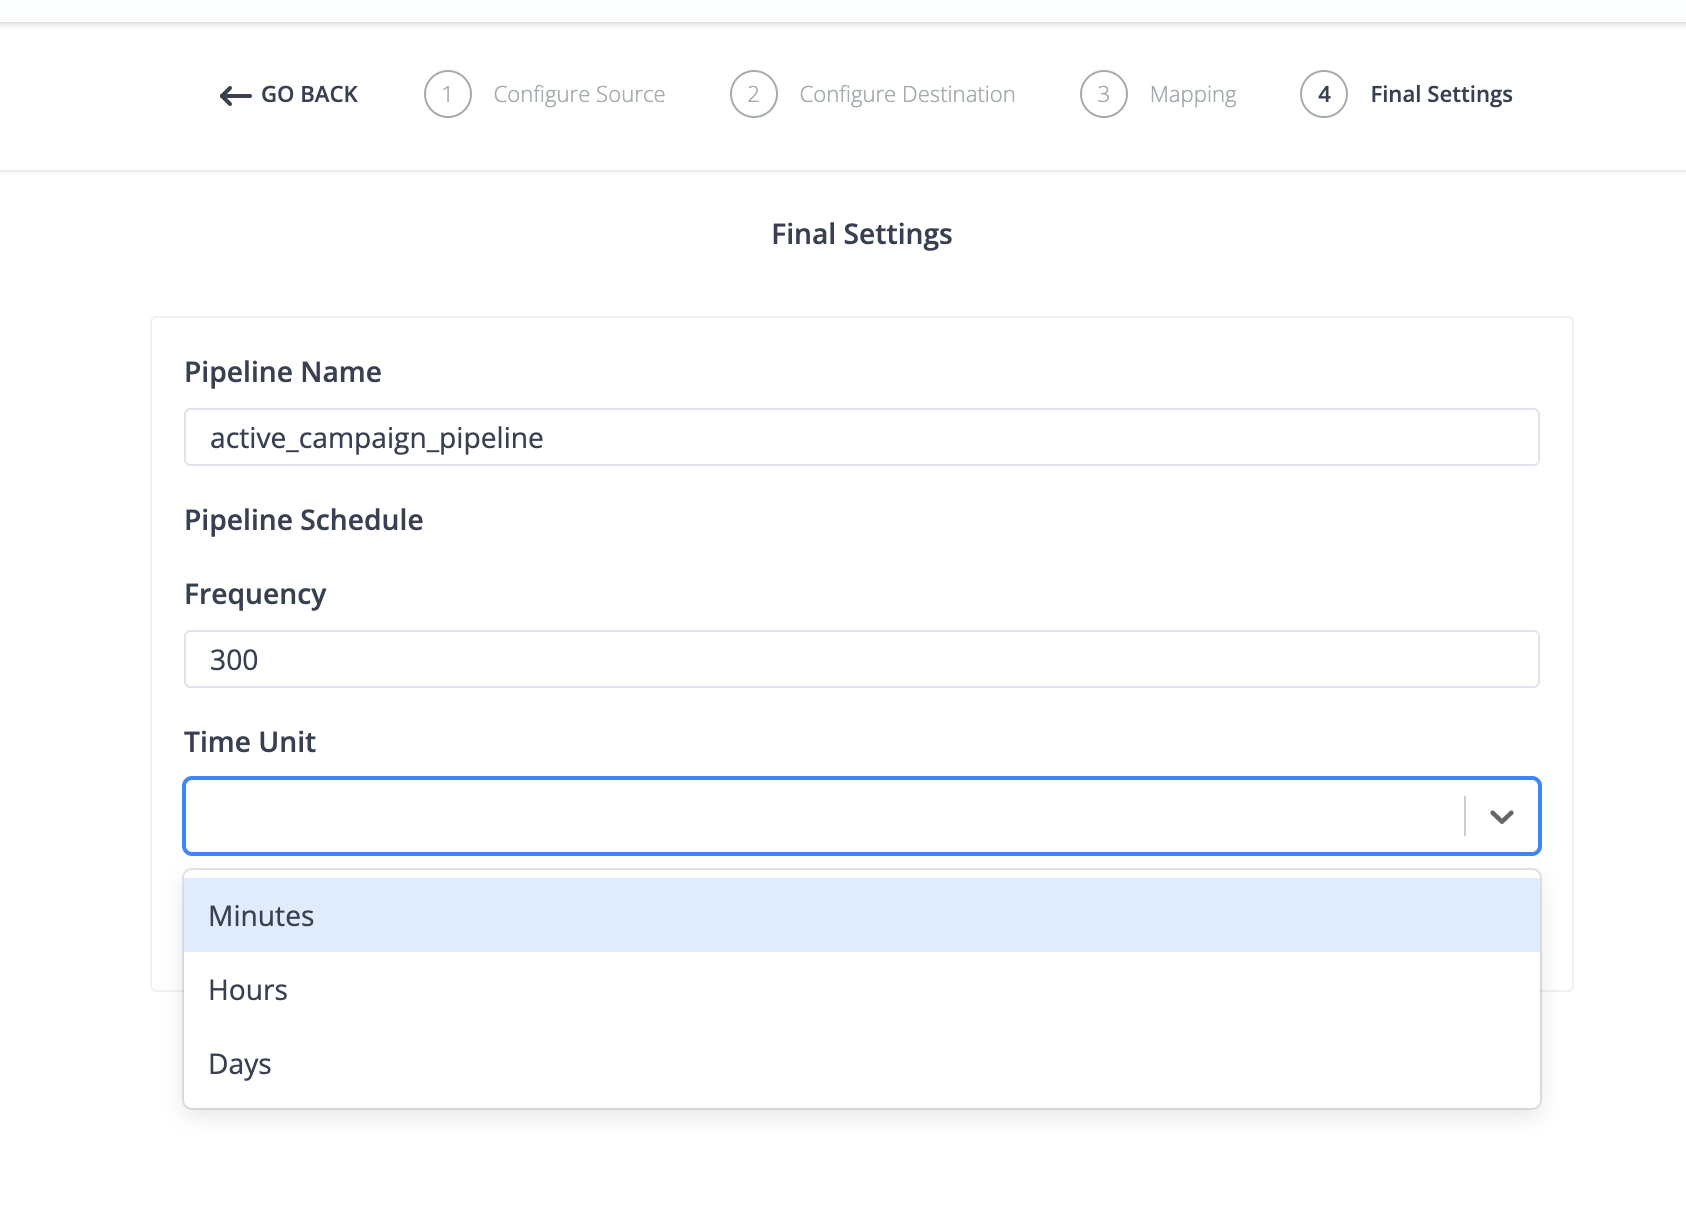 GO BACK 1 Configure Source 2 Configure Destination 3 Mapping 4 Final Settings
Final Settings
Pipeline Name
active_campaign_pipeline
Pipeline Schedule
Frequency
300
Time Unit
Minutes
Hours
Days